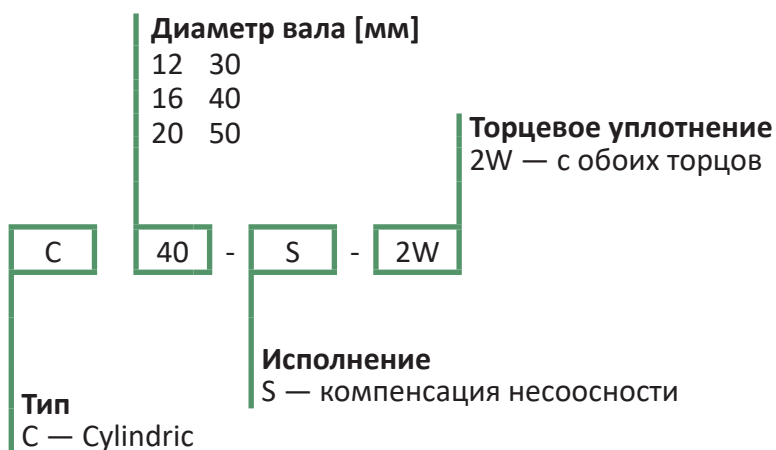 Диаметр вала [мм]
12 30
16 40
20 50
Торцевое уплотнение
2W — с обоих торцов
C 40 - S - 2W
Исполнение
S — компенсация несоосности
Тип
C — Cylindric